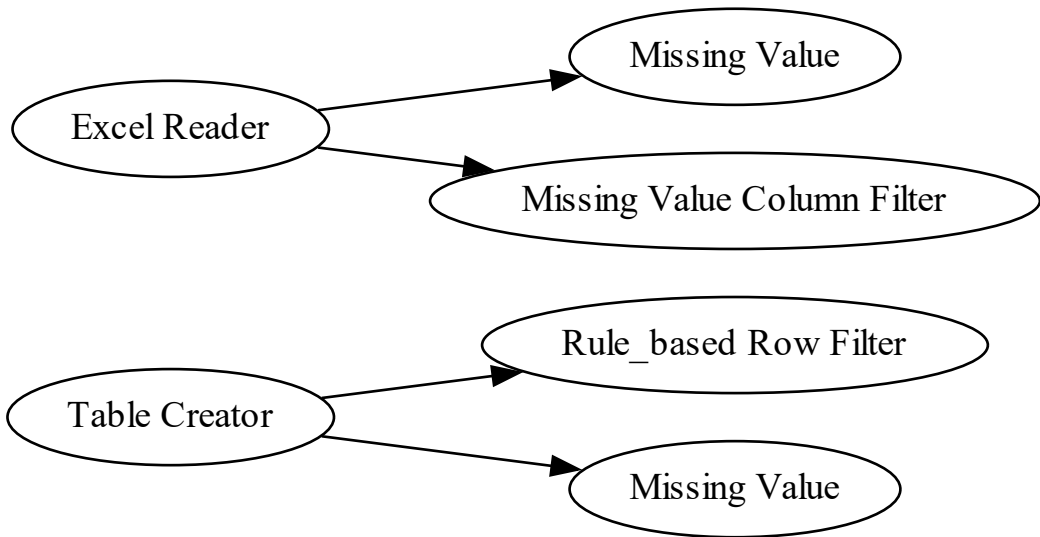 Missing Value
Excel Reader
Missing Value Column Filter
Rule_based Row Filter
Table Creator
Missing Value